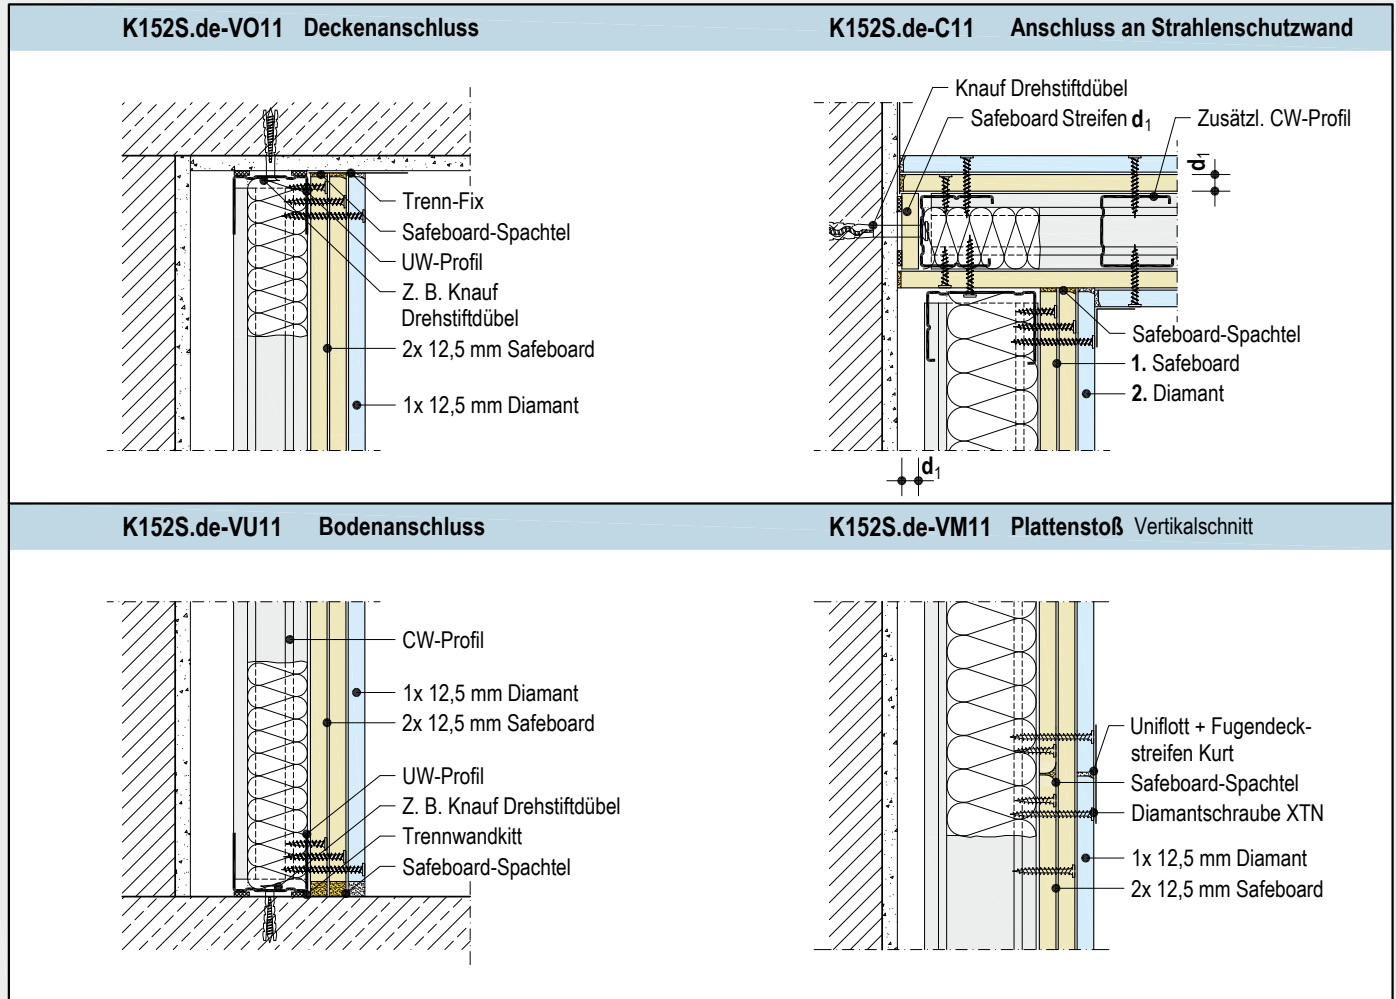 K152S.de-VO11 Deckenanschluss
Trenn-Fix
Safeboard-Spachtel
UW-Profil
Z. B. Knauf
Drehstiftdübel
2x 12,5 mm Safeboard
1x 12,5 mm Diamant
K152S.de-C11 Anschluss an Strahlenschutzwand
Knauf Drehstiftdübel
Safeboard Streifen d1
Zusätzl. CW-Profil
d1
Safeboard-Spachtel
1. Safeboard
2. Diamant
d1
K152S.de-VU11 Bodenanschluss
CW-Profil
1x 12,5 mm Diamant
2x 12,5 mm Safeboard
UW-Profil
Z. B. Knauf Drehstiftdübel
Trennwandkitt
Safeboard-Spachtel
K152S.de-VM11 Plattenstoß Vertikalschnitt
Uniflott + Fugendeck-
streifen Kurt
Safeboard-Spachtel
Diamantschraube XTN
1x 12,5 mm Diamant
2x 12,5 mm Safeboard